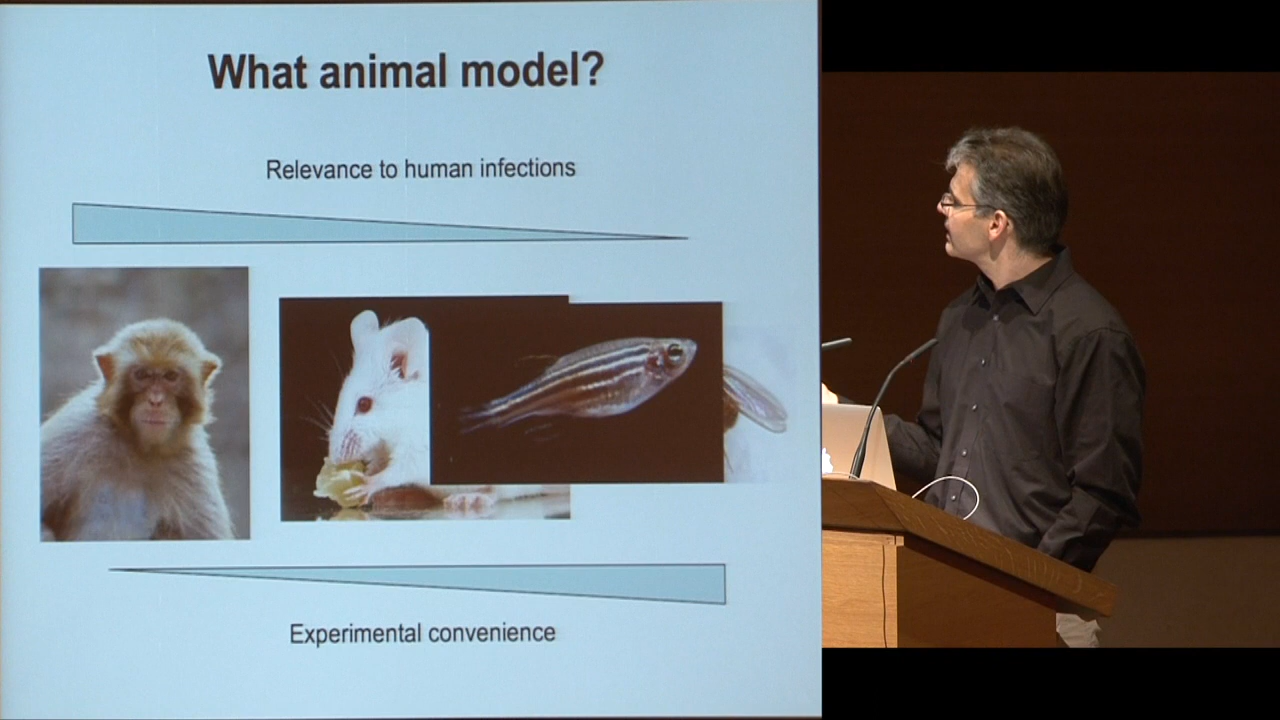 What animal model?
Relevance to human infections
Experimental convenience